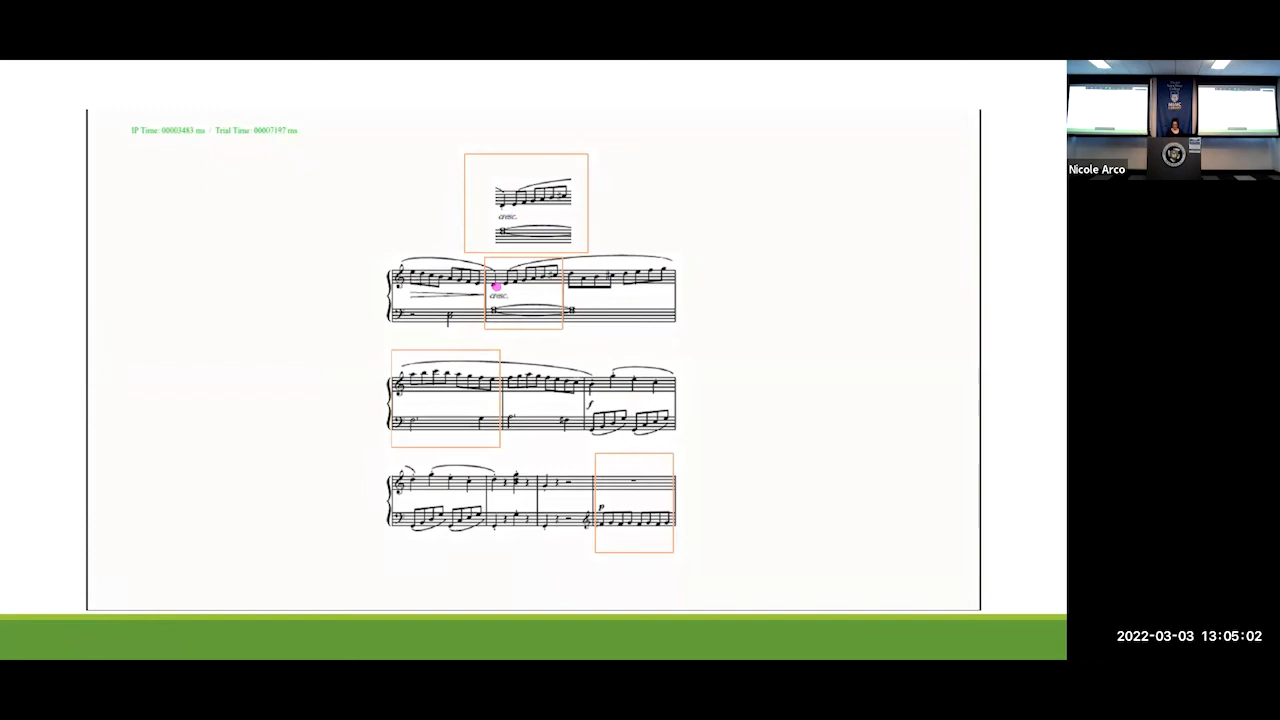 IP Time: 00003483 ms / Trial Time: 00007197 ms
cresc.
cresc.
f
p
Nicole Arco
2022-03-03 13:05:02